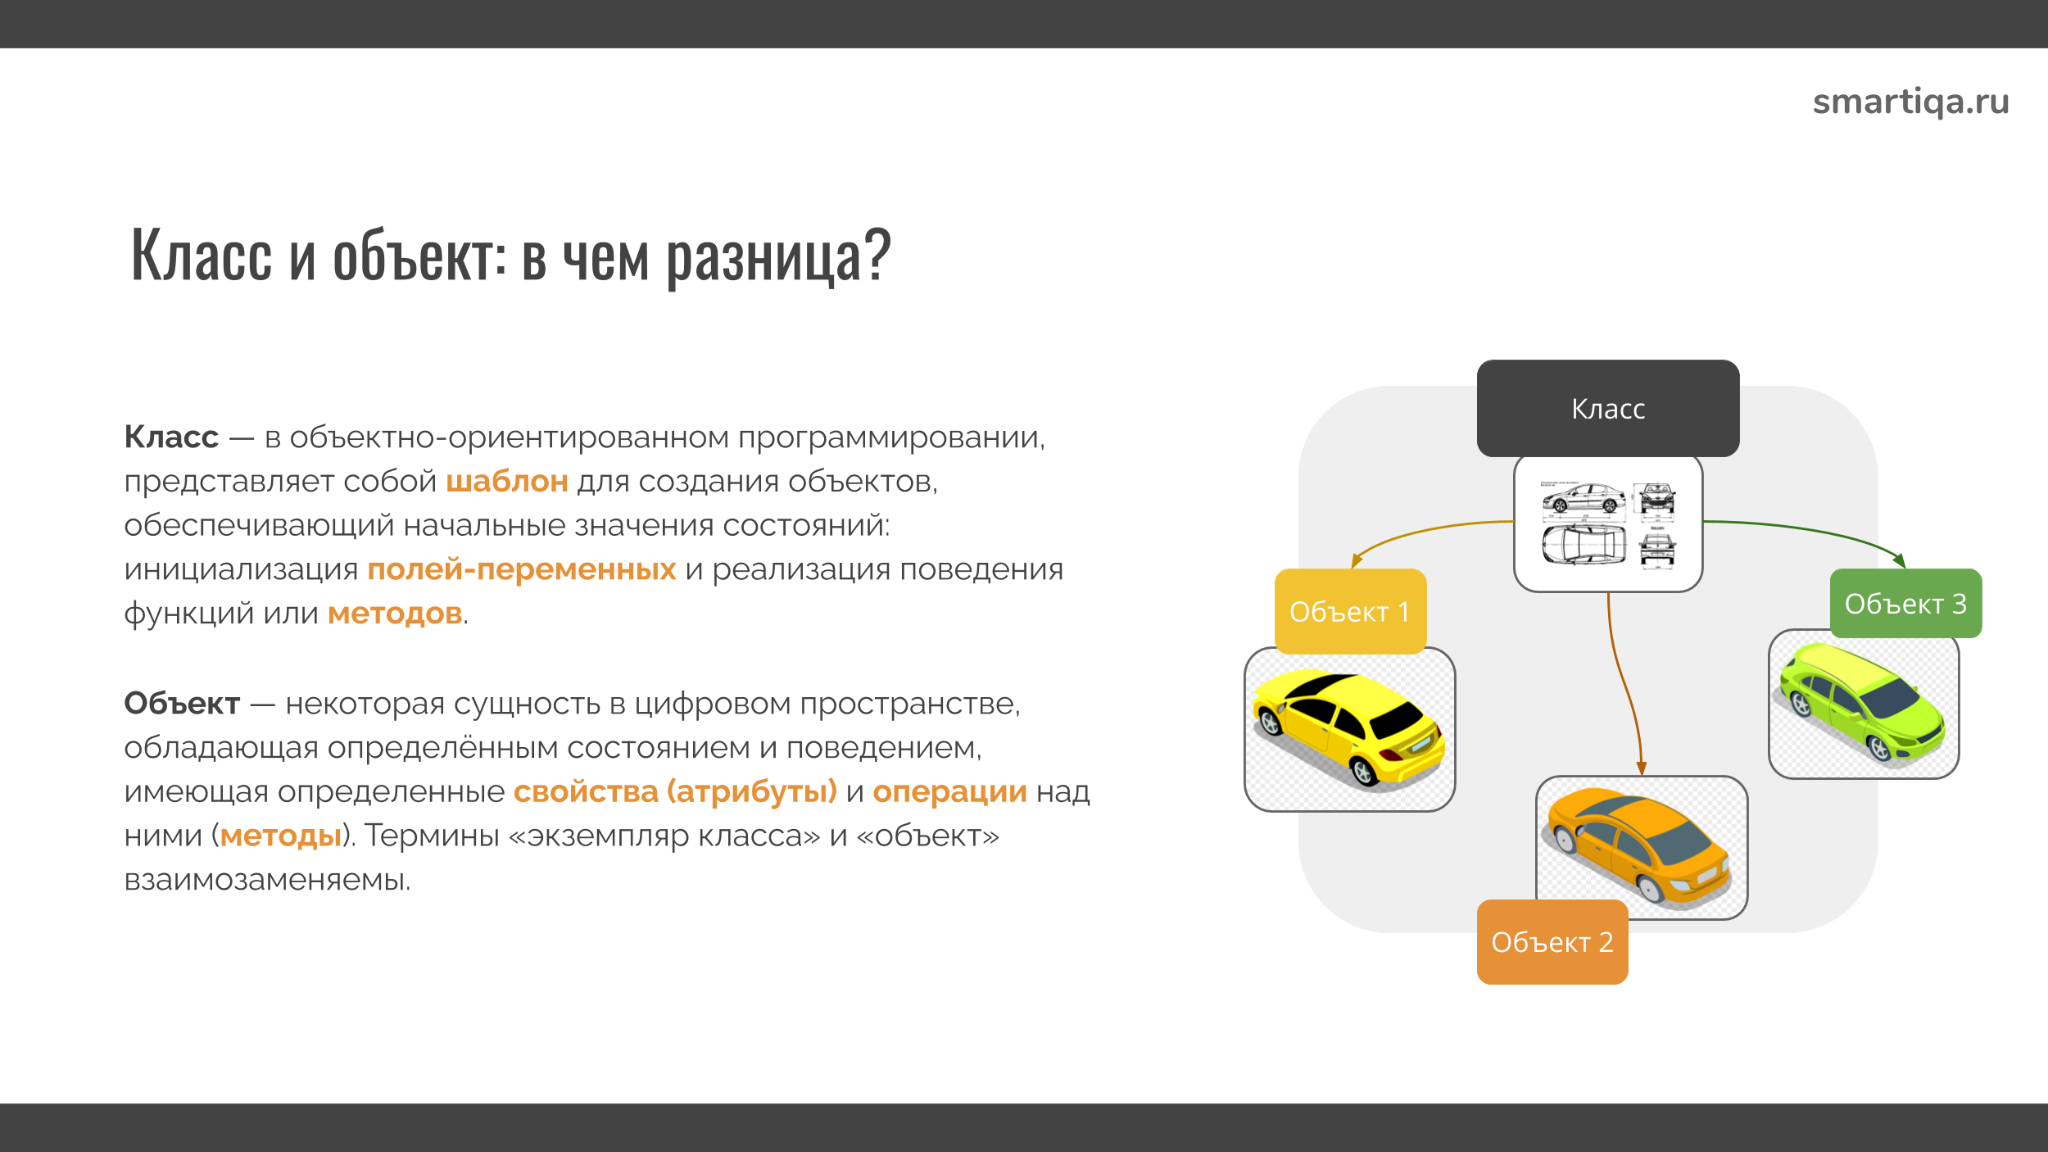 smartiqa.ru
Класс и объект: в чем разница?
Класс — в объектно-ориентированном программировании,
представляет собой шаблон для создания объектов,
обеспечивающий начальные значения состояний:
инициализация полей-переменных и реализация поведения
функций или методов.
Объект — некоторая сущность в цифровом пространстве,
обладающая определённым состоянием и поведением,
имеющая определенные свойства (атрибуты) и операции над
ними (методы). Термины «экземпляр класса» и «объект»
взаимозаменяемы.
Класс
Объект 1
Объект 3
Объект 2